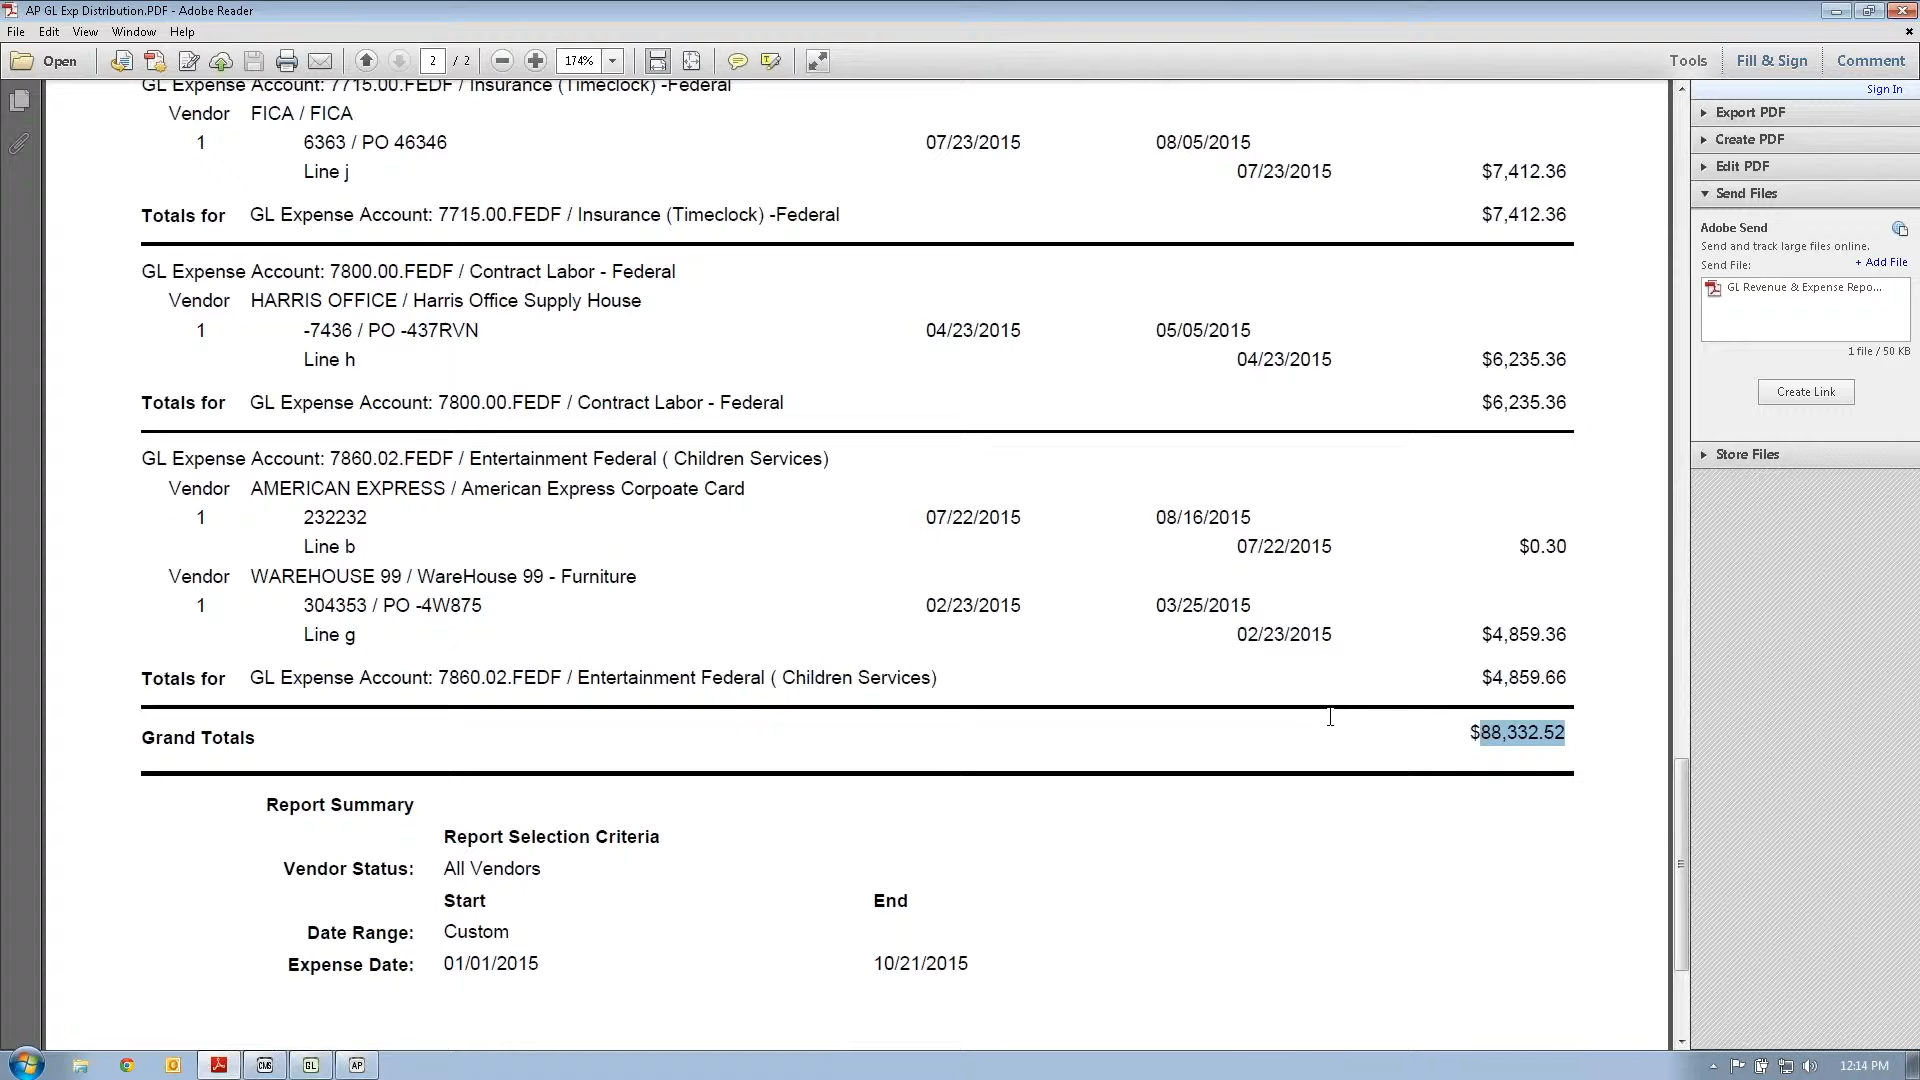 AP GL Exp Distribution.PDF - Adobe Reader
File Edit View Window Help
Open 2 / 2 174% Tools Fill & Sign Comment
GL Expense Account: 7715.00.FEDF / Insurance (Timeclock) -Federal
Vendor FICA / FICA
1 6363 / PO 46346 07/23/2015 08/05/2015
Line j 07/23/2015 $7,412.36
Totals for GL Expense Account: 7715.00.FEDF / Insurance (Timeclock) -Federal $7,412.36
GL Expense Account: 7800.00.FEDF / Contract Labor - Federal
Vendor HARRIS OFFICE / Harris Office Supply House
1 -7436 / PO -437RVN 04/23/2015 05/05/2015
Line h 04/23/2015 $6,235.36
Totals for GL Expense Account: 7800.00.FEDF / Contract Labor - Federal $6,235.36
GL Expense Account: 7860.02.FEDF / Entertainment Federal ( Children Services)
Vendor AMERICAN EXPRESS / American Express Corpoate Card
1 232232 07/22/2015 08/16/2015
Line b 07/22/2015 $0.30
Vendor WAREHOUSE 99 / WareHouse 99 - Furniture
1 304353 / PO -4W875 02/23/2015 03/25/2015
Line g 02/23/2015 $4,859.36
Totals for GL Expense Account: 7860.02.FEDF / Entertainment Federal ( Children Services) $4,859.66
Grand Totals $88,332.52
Report Summary
Report Selection Criteria
Vendor Status: All Vendors
Start End
Date Range: Custom
Expense Date: 01/01/2015 10/21/2015
Sign In
Export PDF
Create PDF
Edit PDF
Send Files
Adobe Send
Send and track large files online.
Send File: + Add File
GL Revenue & Expense Repo...
1 file / 50 KB
Create Link
Store Files
CMS GL AP 12:14 PM